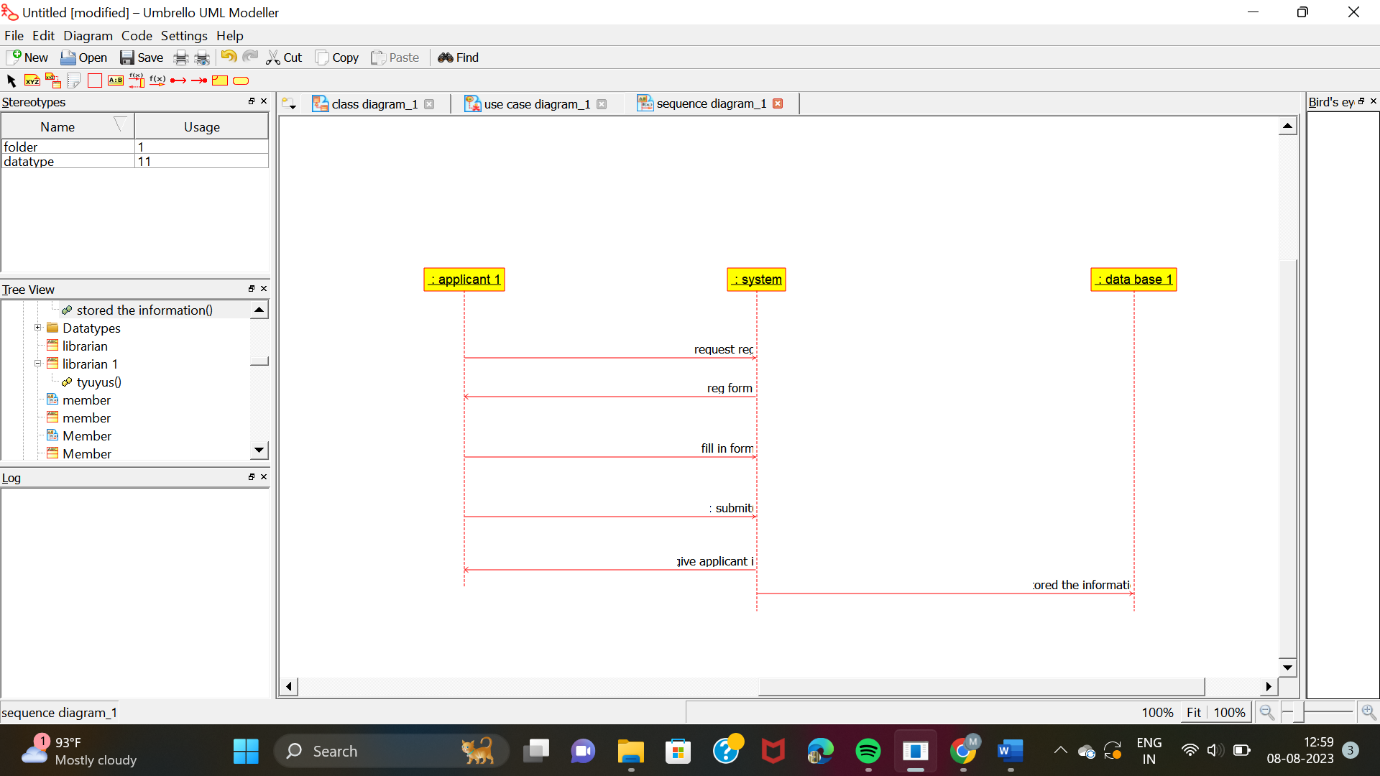 Untitled [modified] – Umbrello UML Modeller
File Edit Diagram Code Settings Help
New Open Save Cut Copy Paste Find
XYZ A:B f(x) f(x)
Stereotypes
class diagram_1 use case diagram_1 sequence diagram_1
Bird's ey
Name Usage
folder 1
datatype 11
: applicant 1 : system : data base 1
Tree View
stored the information()
Datatypes
librarian
librarian 1
tyuyus()
member
member
Member
Member
request reg
reg form
fill in form
: submit
give applicant i
:ored the informati
Log
sequence diagram_1
100% Fit 100%
1 93°F
Mostly cloudy
Search
M
W
ENG
IN
12:59
08-08-2023
3